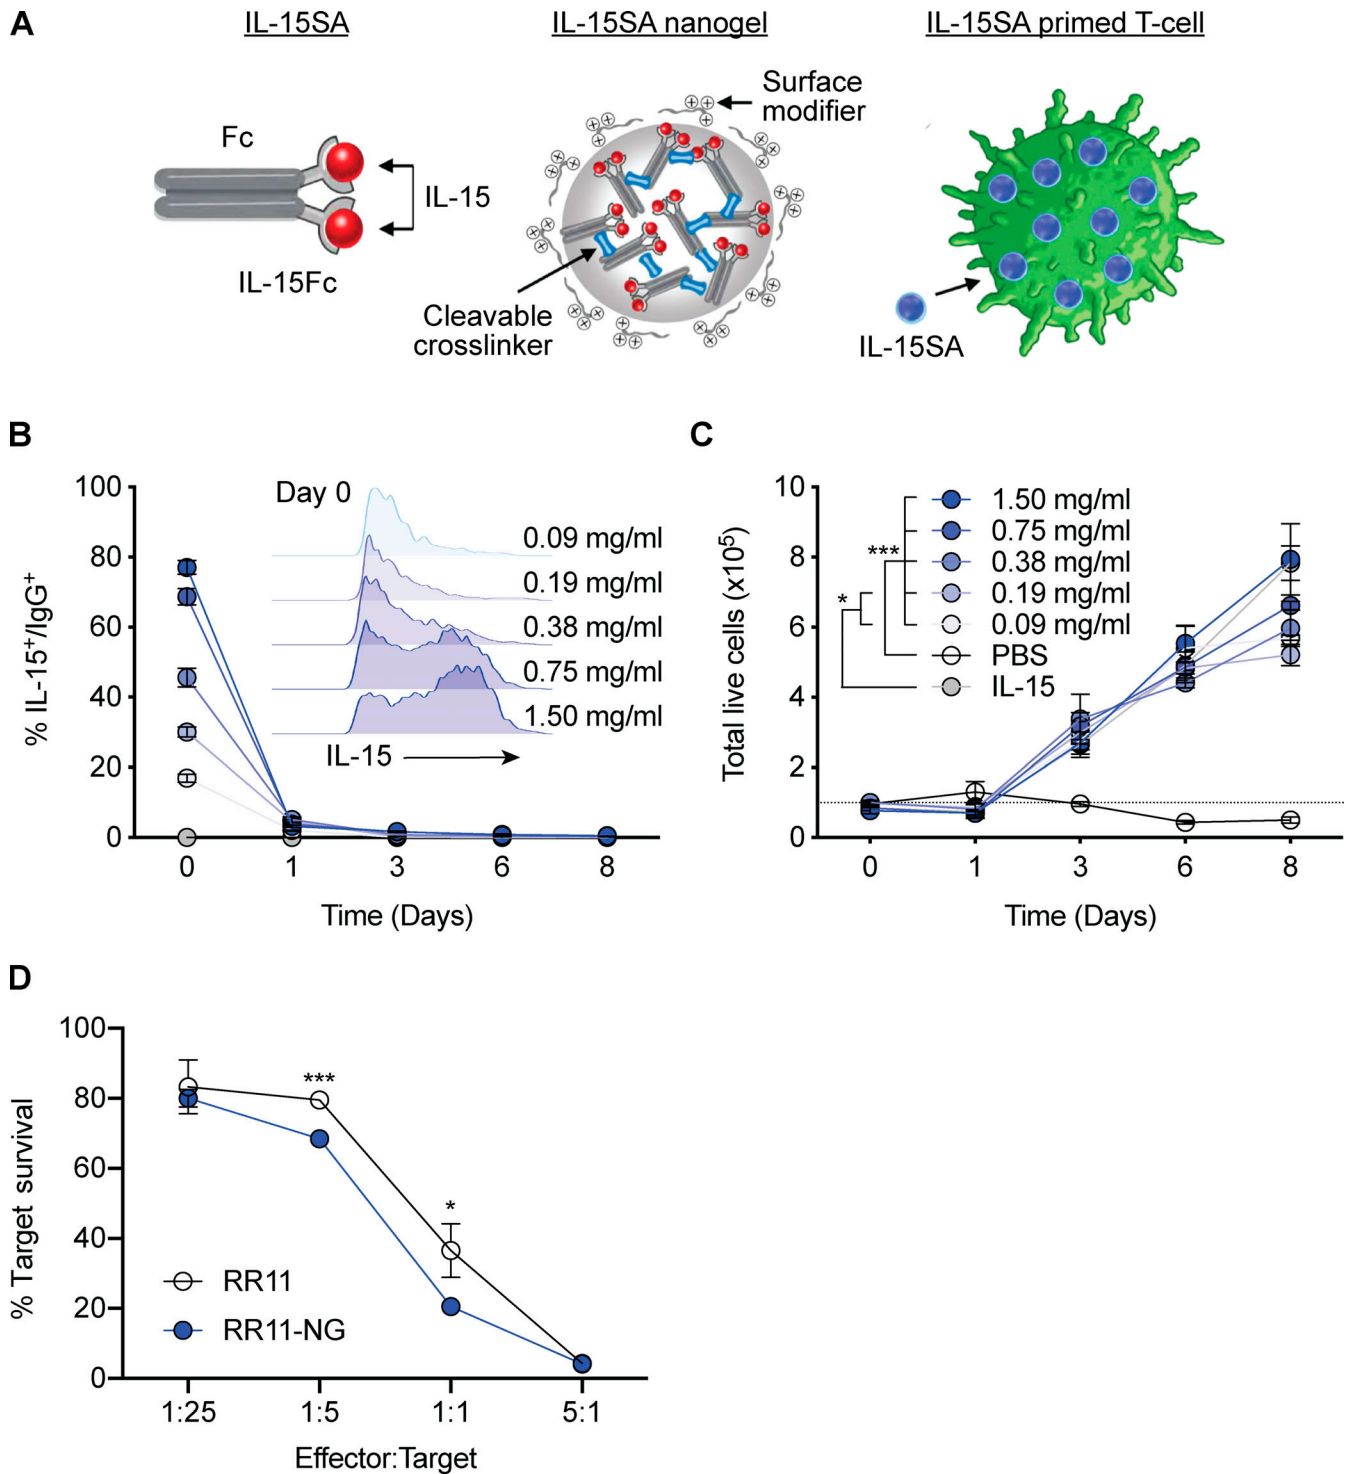 A
IL-15SA
IL-15SA nanogel
IL-15SA primed T-cell
Surface
modifier
Fc
IL-15
IL-15Fc
Cleavable
crosslinker
IL-15SA
B
% IL-15+/IgG+
100
80
60
40
20
0
Day 0
0.09 mg/ml
0.19 mg/ml
0.38 mg/ml
0.75 mg/ml
1.50 mg/ml
IL-15
0 1 3 6 8
Time (Days)
C
Total live cells (x10⁵)
10
8
6
4
2
0
***
*
1.50 mg/ml
0.75 mg/ml
0.38 mg/ml
0.19 mg/ml
0.09 mg/ml
PBS
IL-15
0 1 3 6 8
Time (Days)
D
% Target survival
100
80
60
40
20
0
***
*
RR11
RR11-NG
1:25 1:5 1:1 5:1
Effector:Target